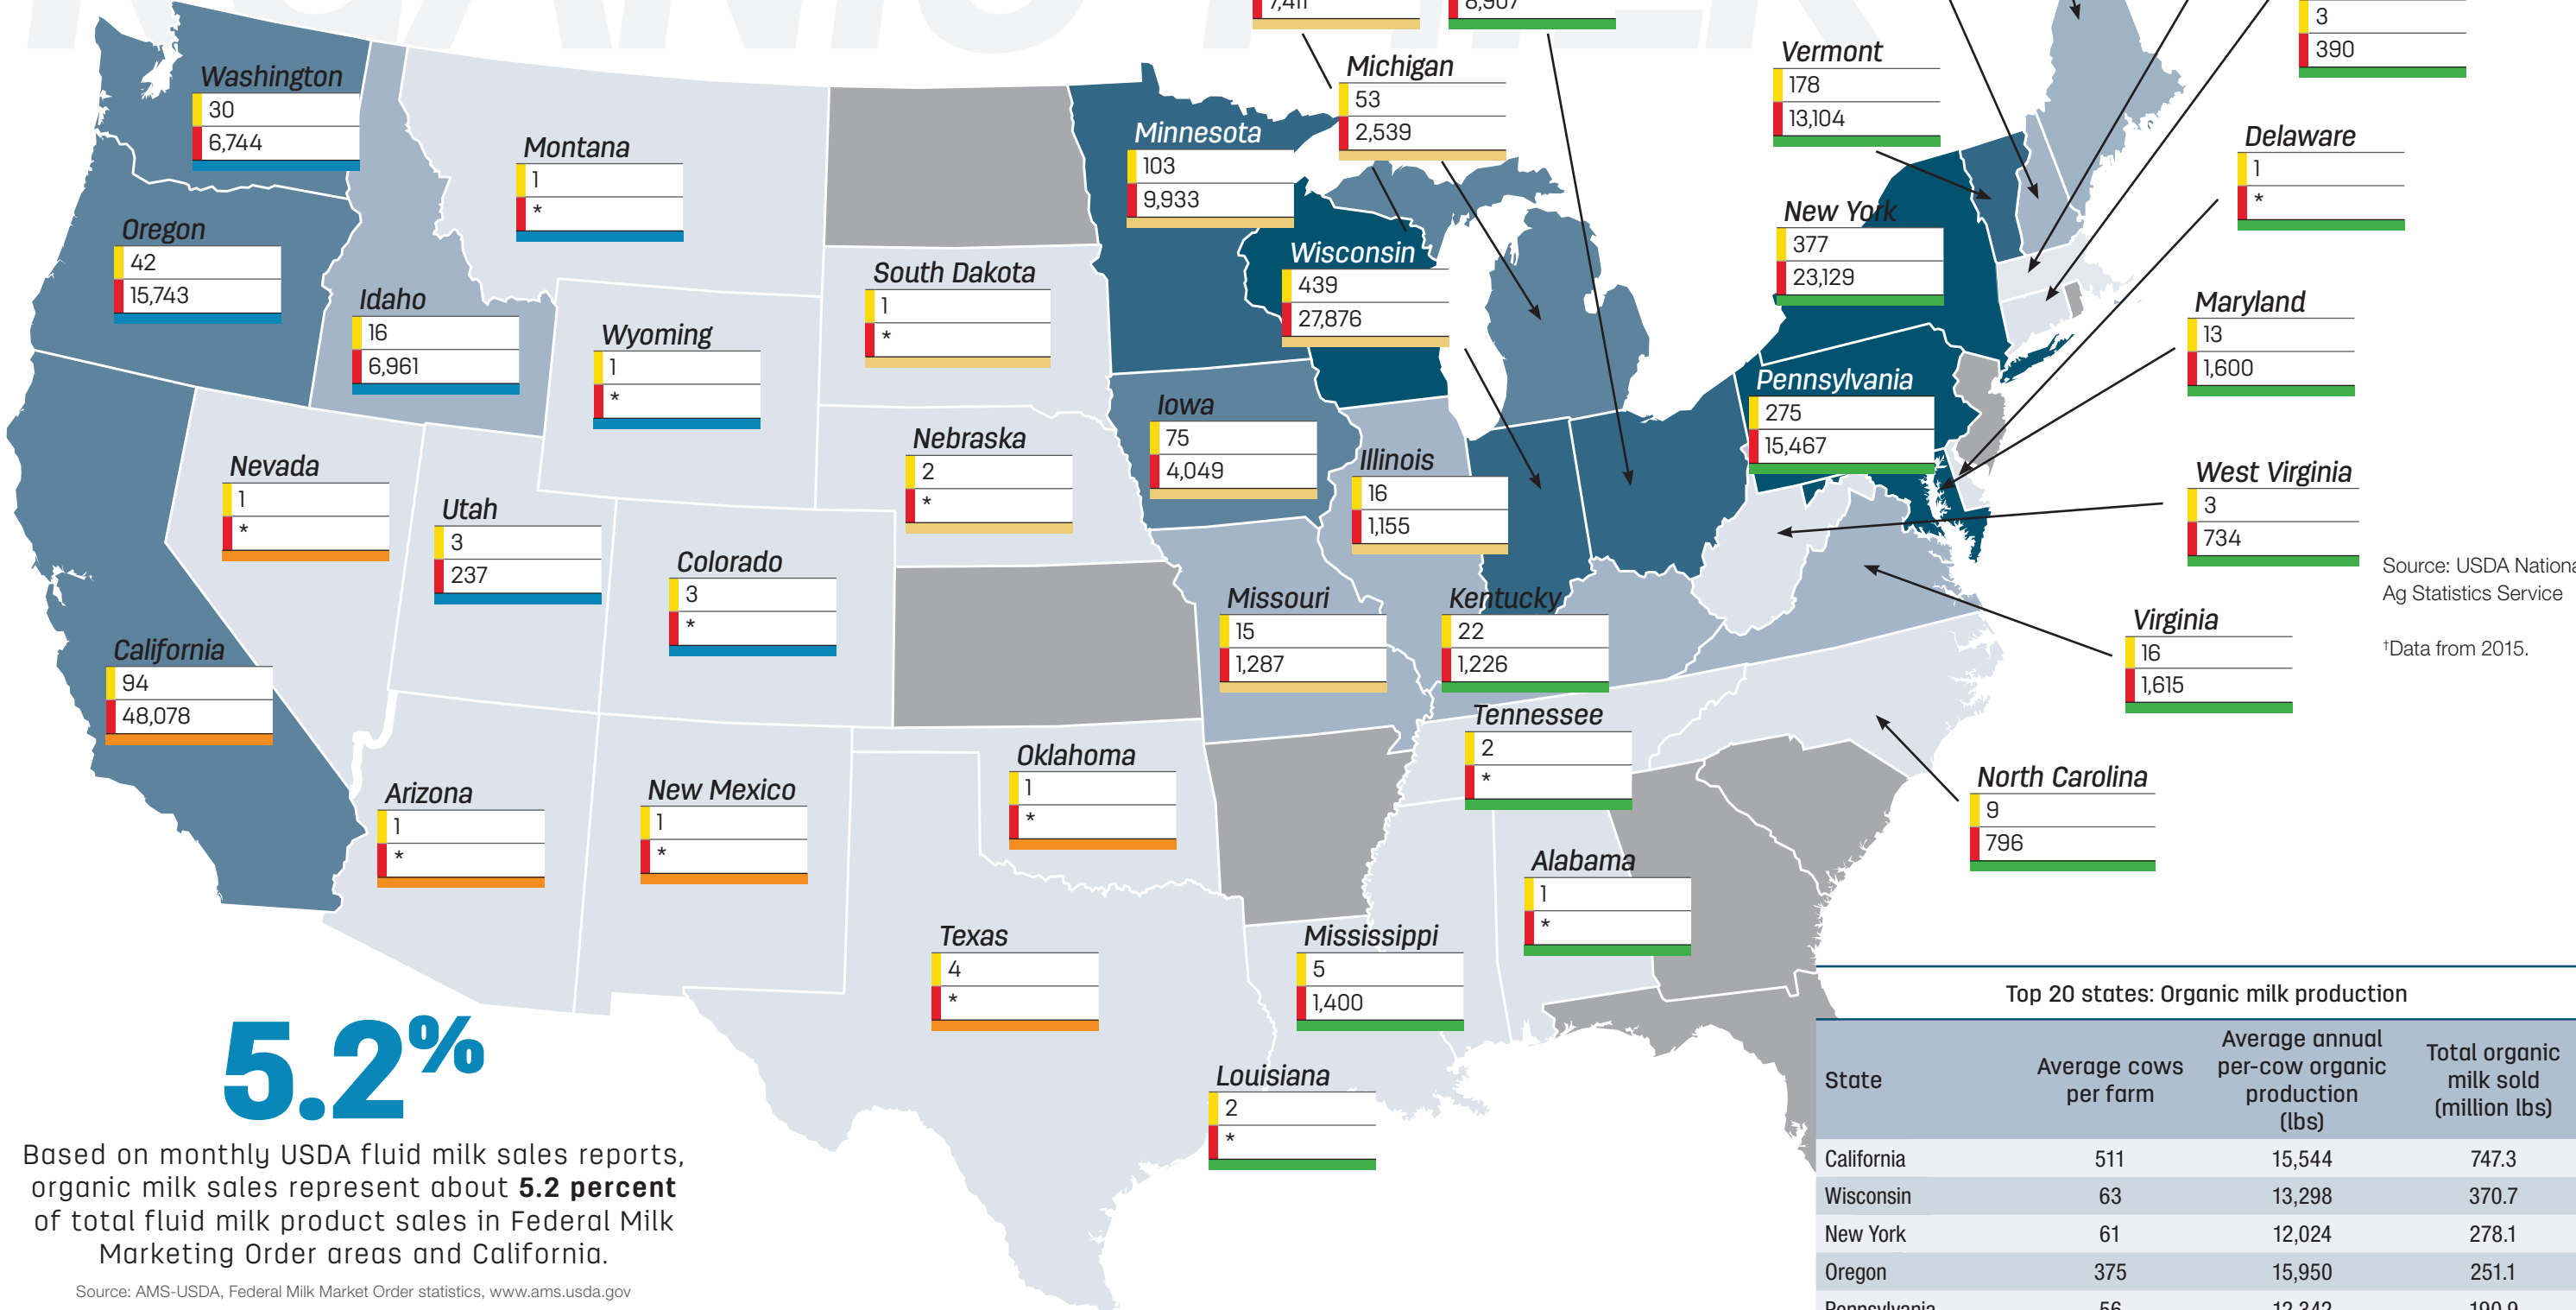 7,411
8,907
3
390
Washington
30
6,744
Montana
1
*
Minnesota
103
9,933
Michigan
53
2,539
Vermont
178
13,104
Delaware
1
*
Oregon
42
15,743
Idaho
16
6,961
Wyoming
1
*
South Dakota
1
*
Wisconsin
439
27,876
New York
377
23,129
Maryland
13
1,600
Nevada
1
*
Utah
3
237
Colorado
3
*
Nebraska
2
*
Iowa
75
4,049
Illinois
16
1,155
Pennsylvania
275
15,467
West Virginia
3
734
Source: USDA Nationa
Ag Statistics Service
†Data from 2015.
California
94
48,078
Missouri
15
1,287
Kentucky
22
1,226
Virginia
16
1,615
Arizona
1
*
New Mexico
1
*
Oklahoma
1
*
Tennessee
2
*
North Carolina
9
796
Texas
4
*
Mississippi
5
1,400
Alabama
1
*
Louisiana
2
*
5.2%
Based on monthly USDA fluid milk sales reports,
organic milk sales represent about 5.2 percent
of total fluid milk product sales in Federal Milk
Marketing Order areas and California.
Source: AMS-USDA, Federal Milk Market Order statistics, www.ams.usda.gov
Top 20 states: Organic milk production
State
Average cows
per farm
Average annual
per-cow organic
production
(lbs)
Total organic
milk sold
(million lbs)
California 511 15,544 747.3
Wisconsin 63 13,298 370.7
New York 61 12,024 278.1
Oregon 375 15,950 251.1
Pennsylvania 56 12,342 190.9